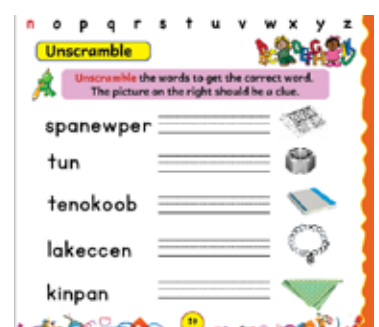 n o p q r s t u v w x y z
Unscramble
Unscramble the words to get the correct word.
The picture on the right should be a clue.
spanewper
tun
tenokoob
lakeccen
kinpan